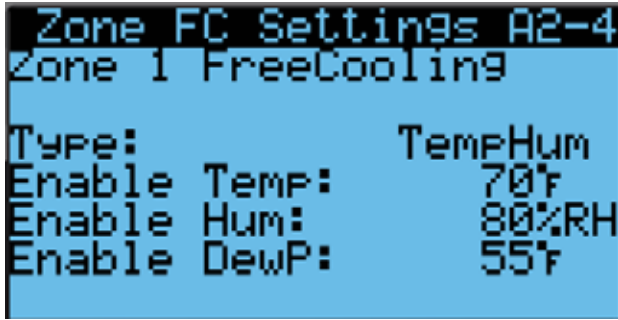 Zone FC Settings A2-4
Zone 1 FreeCooling
Type: TempHum
Enable Temp: 70°F
Enable Hum: 80%RH
Enable DewP: 55°F